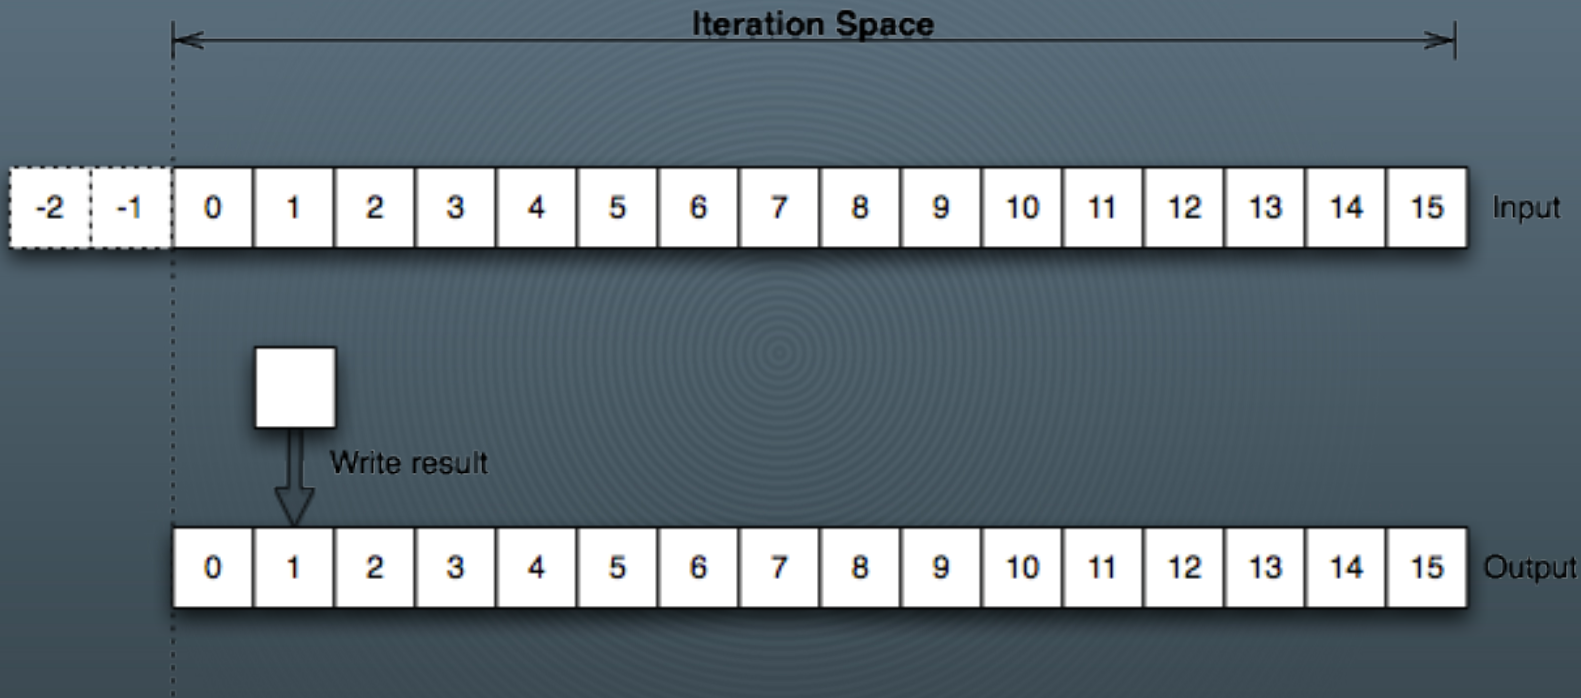 Iteration Space
-2 -1 0 1 2 3 4 5 6 7 8 9 10 11 12 13 14 15 Input
Write result
0 1 2 3 4 5 6 7 8 9 10 11 12 13 14 15 Output